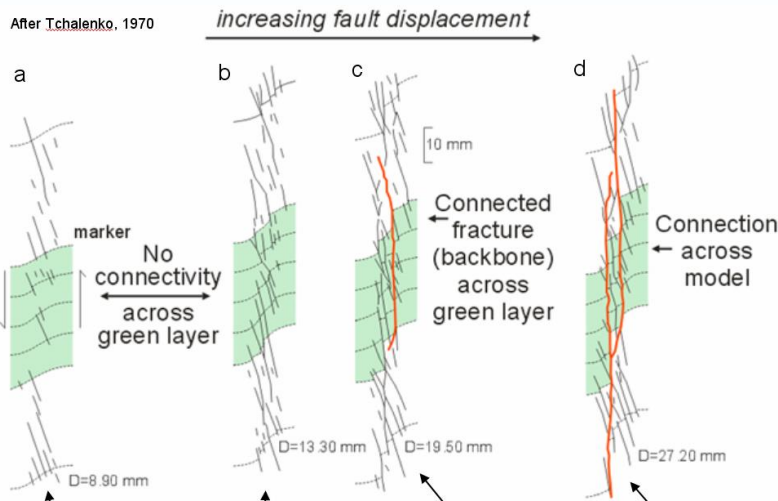 After Tchalenko, 1970
increasing fault displacement
a
b
c
d
10 mm
marker
No
connectivity
across
green layer
Connected
fracture
(backbone)
across
green layer
Connection
across
model
D=8.90 mm
D=13.30 mm
D=19.50 mm
D=27.20 mm